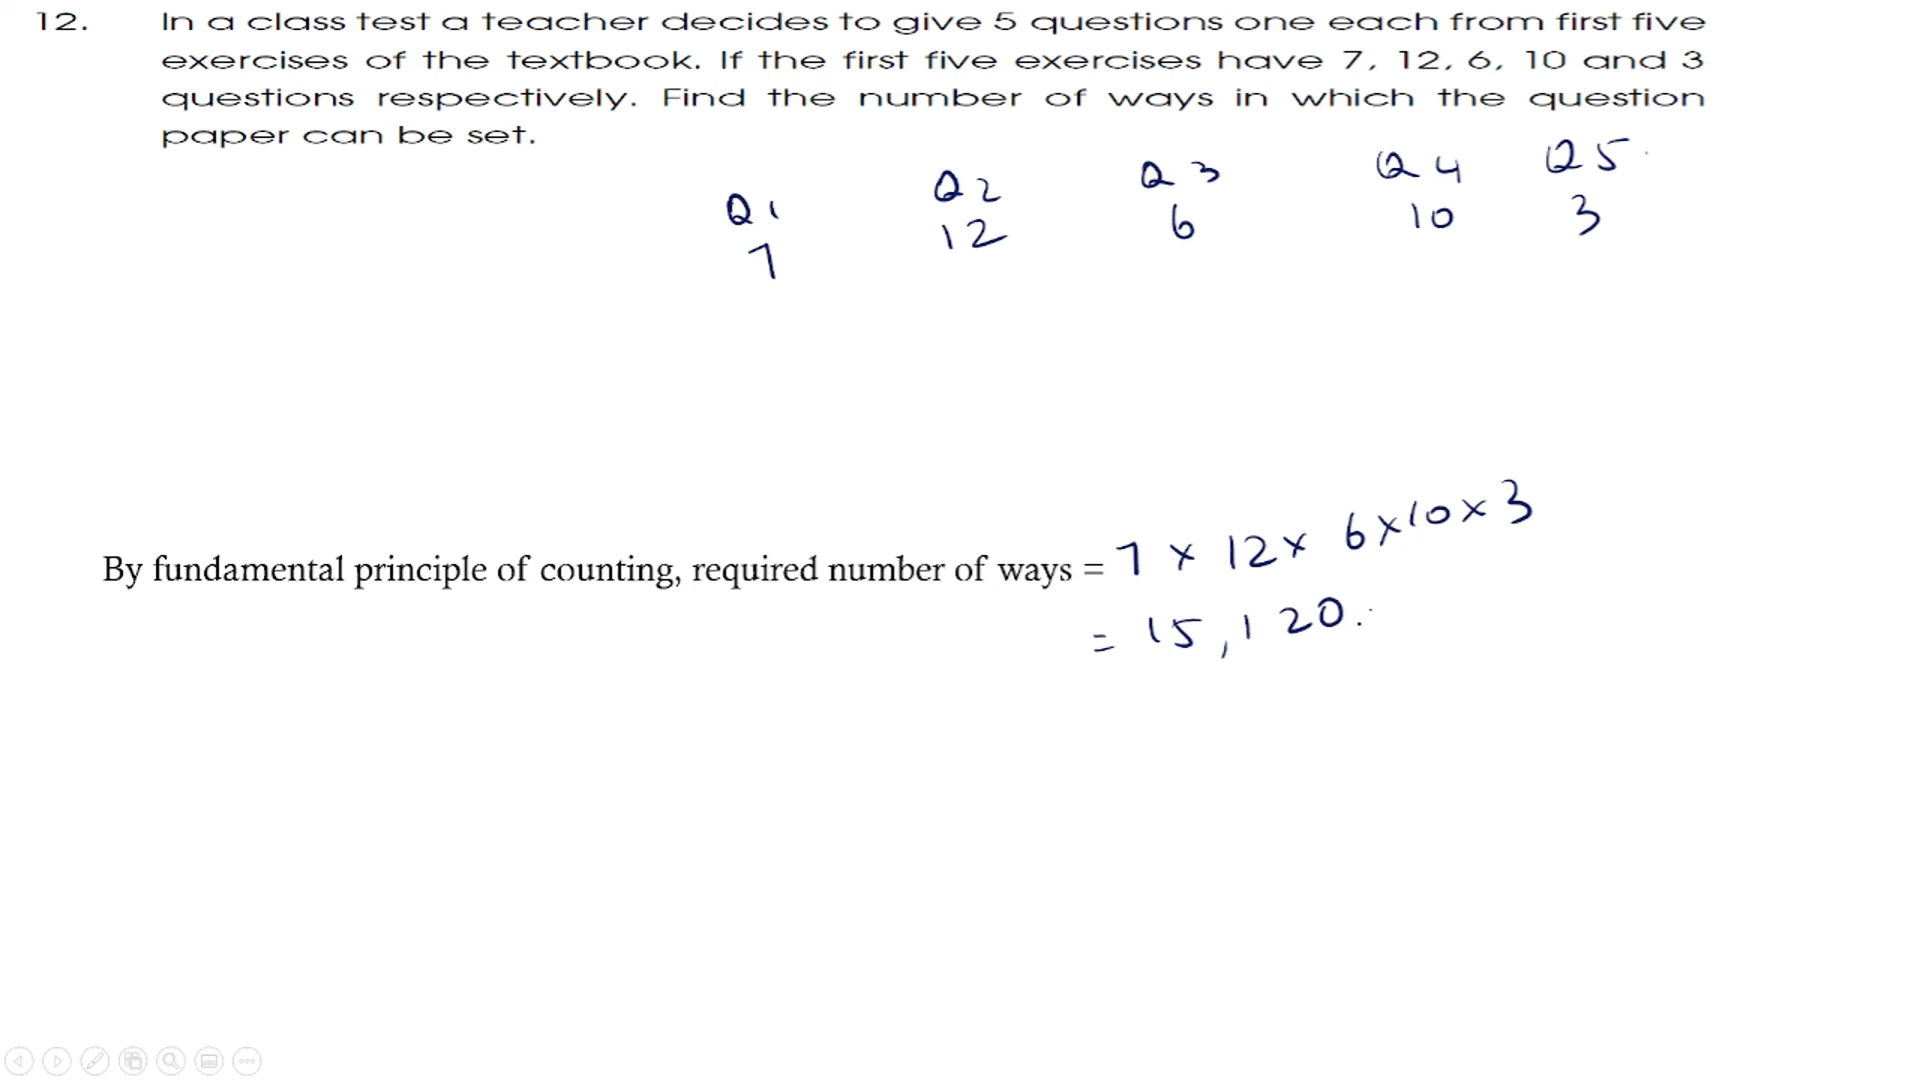 12. In a class test a teacher decides to give 5 questions one each from first five
exercises of the textbook. If the first five exercises have 7, 12, 6, 10 and 3
questions respectively. Find the number of ways in which the question
paper can be set.
Q1 Q2 Q3 Q4 Q5
7 12 6 10 3
By fundamental principle of counting, required number of ways = 7 × 12 × 6 × 10 × 3
= 15,120.